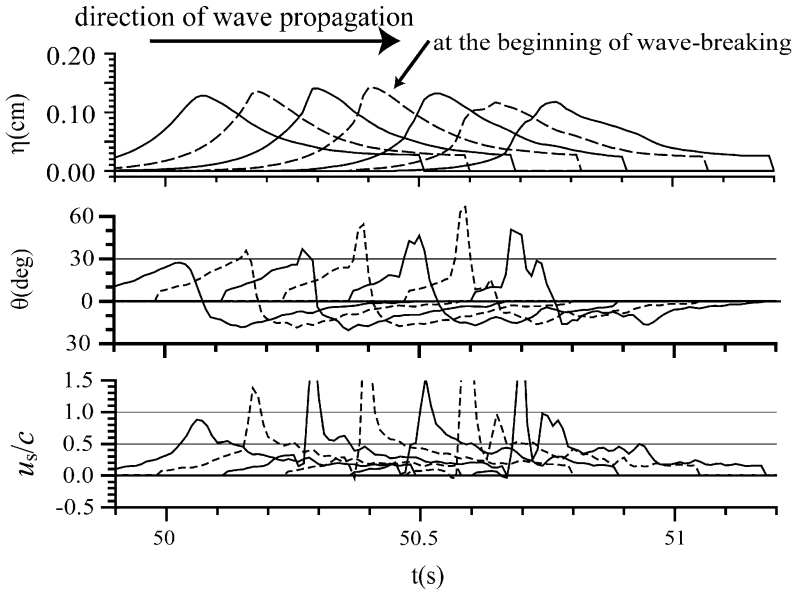 direction of wave propagation
at the beginning of wave-breaking
0.20
0.10
0.00
η(cm)
60
30
0
30
θ(deg)
1.5
1.0
0.5
0.0
-0.5
us/c
50
50.5
51
t(s)